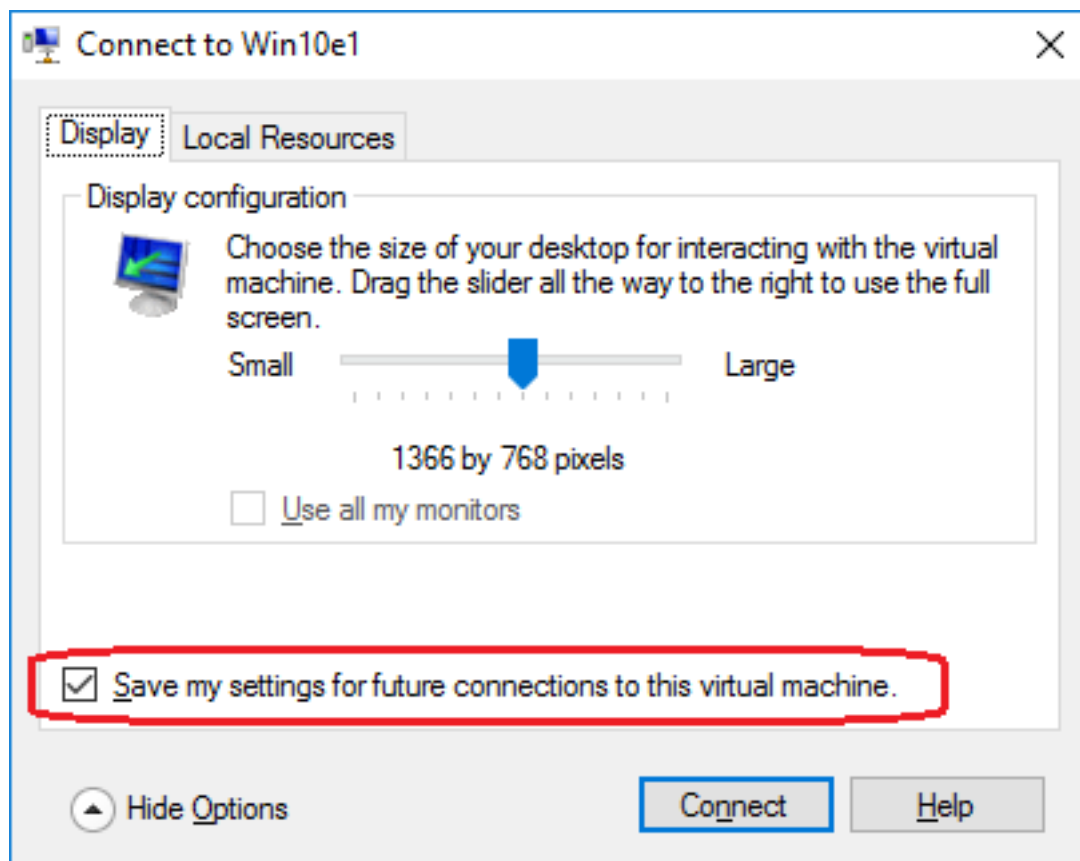 Connect to Win10e1
Display
Local Resources
Display configuration
Choose the size of your desktop for interacting with the virtual
machine. Drag the slider all the way to the right to use the full
screen.
Small
Large
1366 by 768 pixels
Use all my monitors
Save my settings for future connections to this virtual machine.
Hide Options
Connect
Help